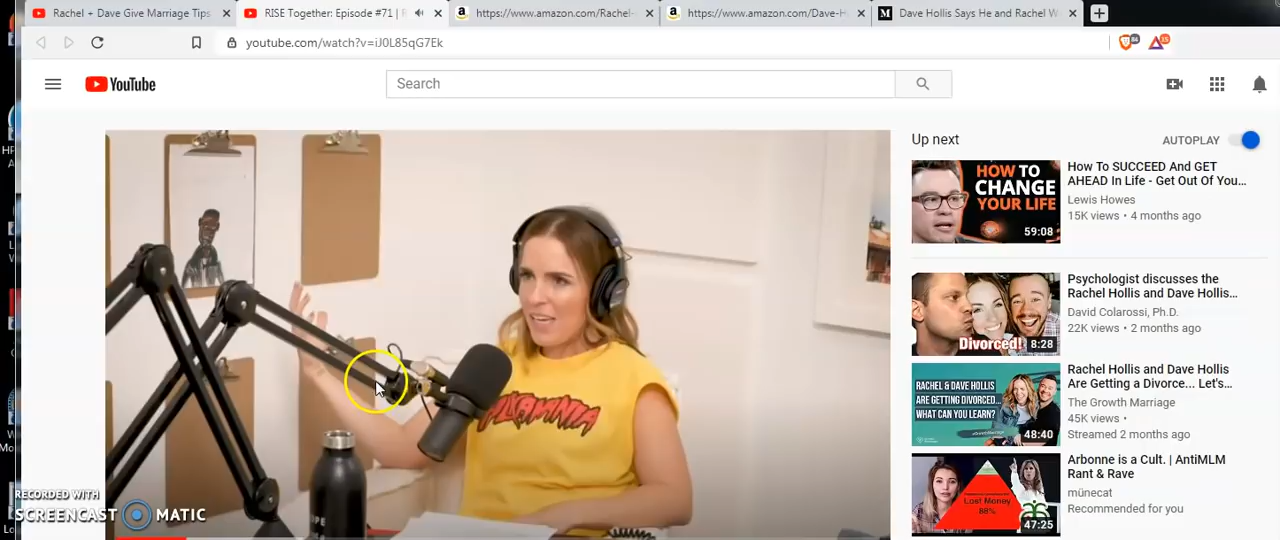 Rachel + Dave Give Marriage Tips
RISE Together: Episode #71 | R
https://www.amazon.com/Rachel-
https://www.amazon.com/Dave-H
M Dave Hollis Says He and Rachel W
youtube.com/watch?v=iJ0L85qG7Ek
YouTube
Search
Up next
AUTOPLAY
HOW TO
CHANGE
YOUR LIFE
59:08
How To SUCCEED And GET
AHEAD In Life - Get Out Of You...
Lewis Howes
15K views • 4 months ago
Divorced!
8:28
Psychologist discusses the
Rachel Hollis and Dave Hollis...
David Colarossi, Ph.D.
22K views • 2 months ago
RACHEL & DAVE HOLLIS
ARE GETTING DIVORCED...
WHAT CAN YOU LEARN?
48:40
Rachel and Dave Hollis
Are Getting a Divorce... Let's...
The Growth Marriage
45K views •
Streamed 2 months ago
Lost Money
47:25
Arbonne is a Cult. | AntiMLM
Rant & Rave
münecat
Recommended for you
RECORDED WITH
SCREENCAST MATIC